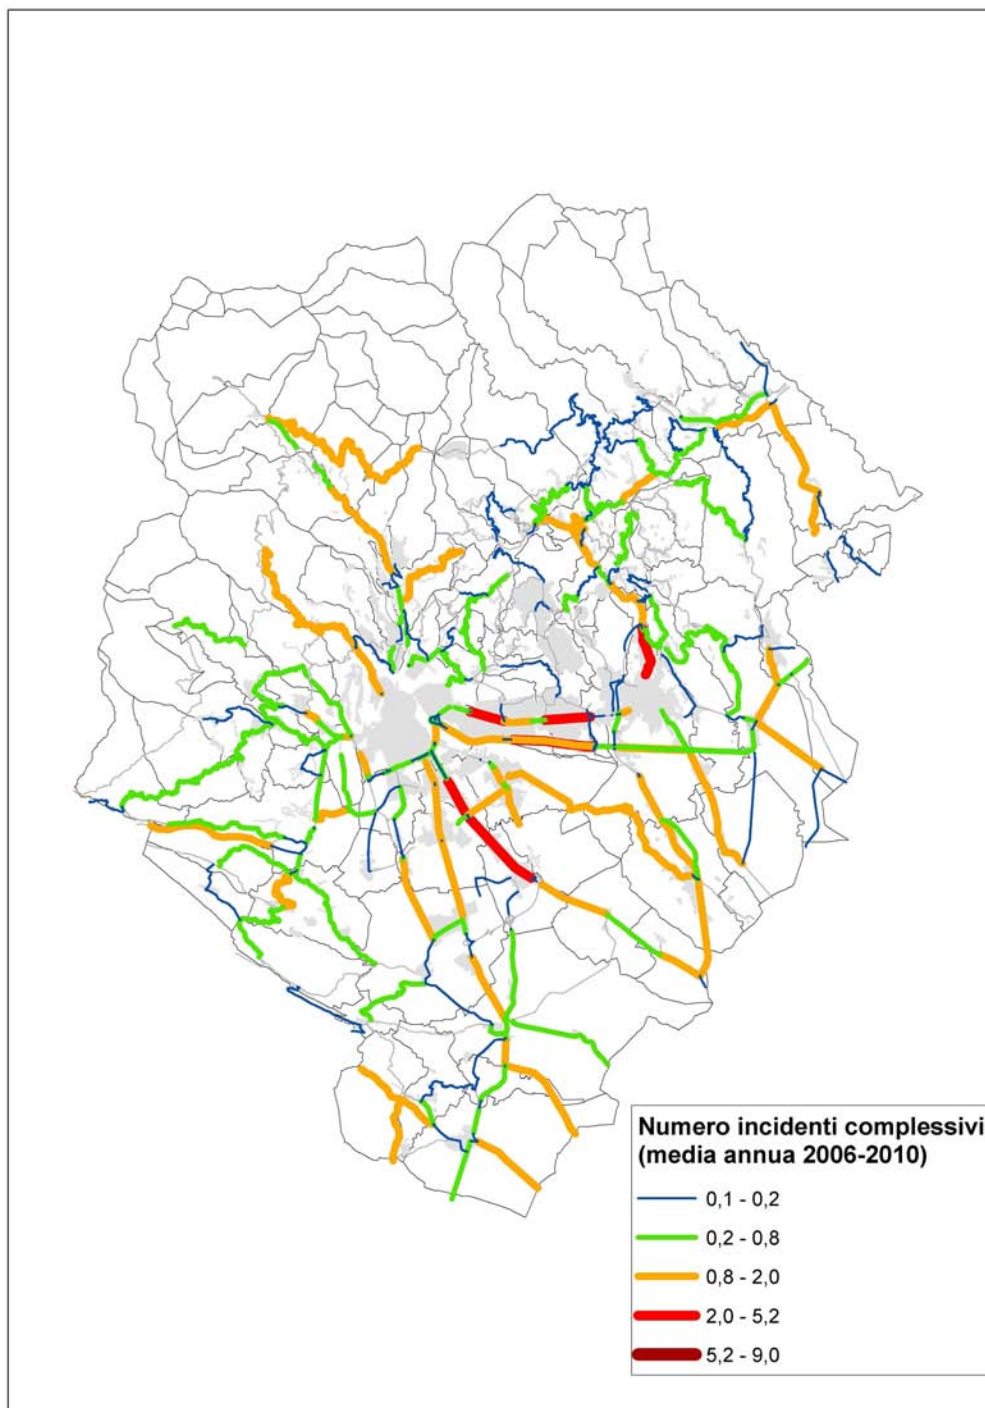 Numero incidenti complessivi
(media annua 2006-2010)
0,1 - 0,2
0,2 - 0,8
0,8 - 2,0
2,0 - 5,2
5,2 - 9,0